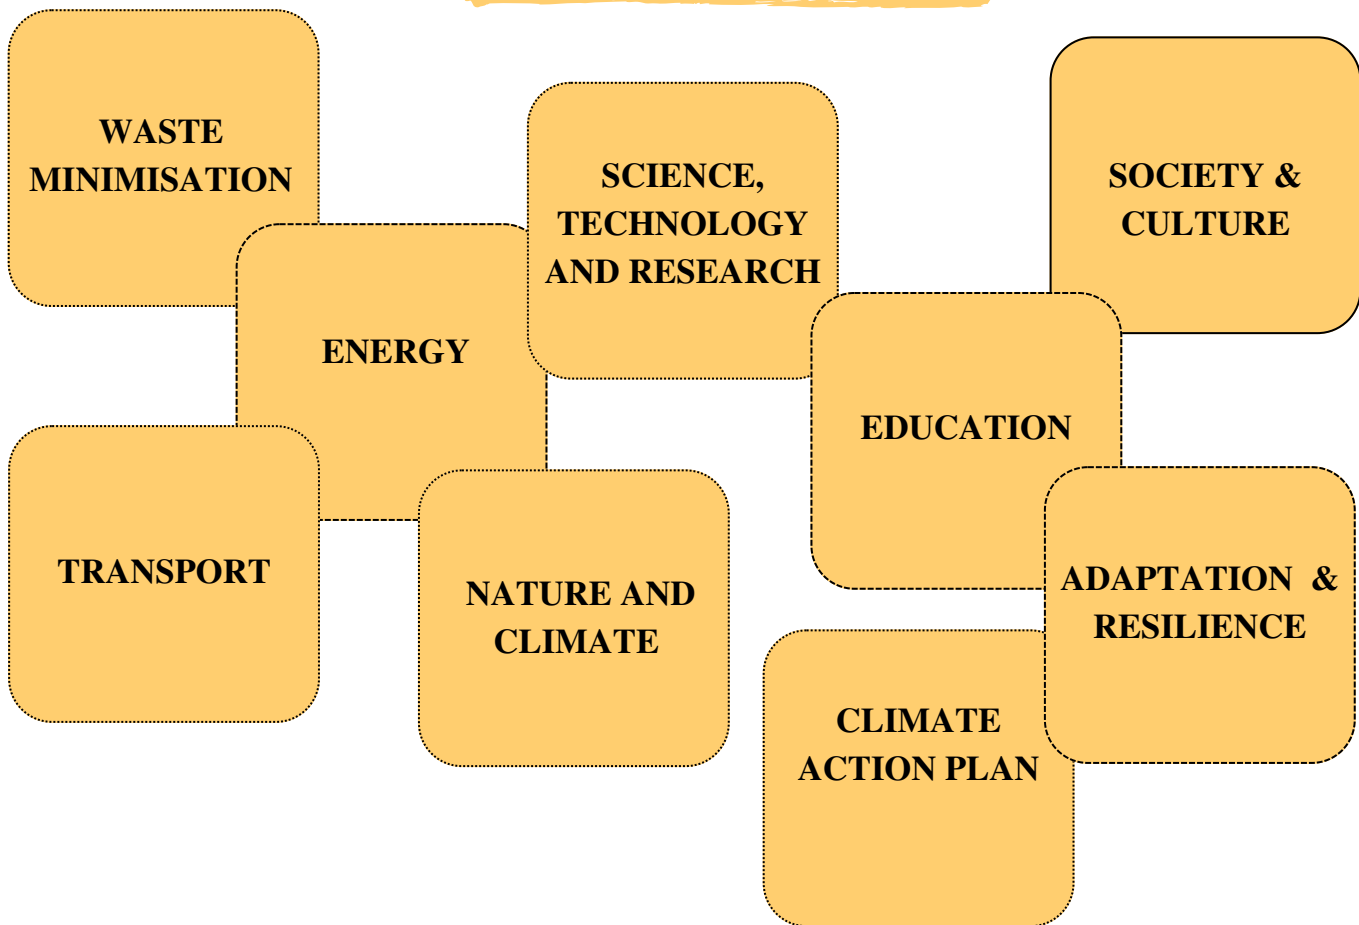 WASTE
MINIMISATION
SCIENCE,
TECHNOLOGY
AND RESEARCH
SOCIETY &
CULTURE
ENERGY
EDUCATION
TRANSPORT
NATURE AND
CLIMATE
ADAPTATION &
RESILIENCE
CLIMATE
ACTION PLAN